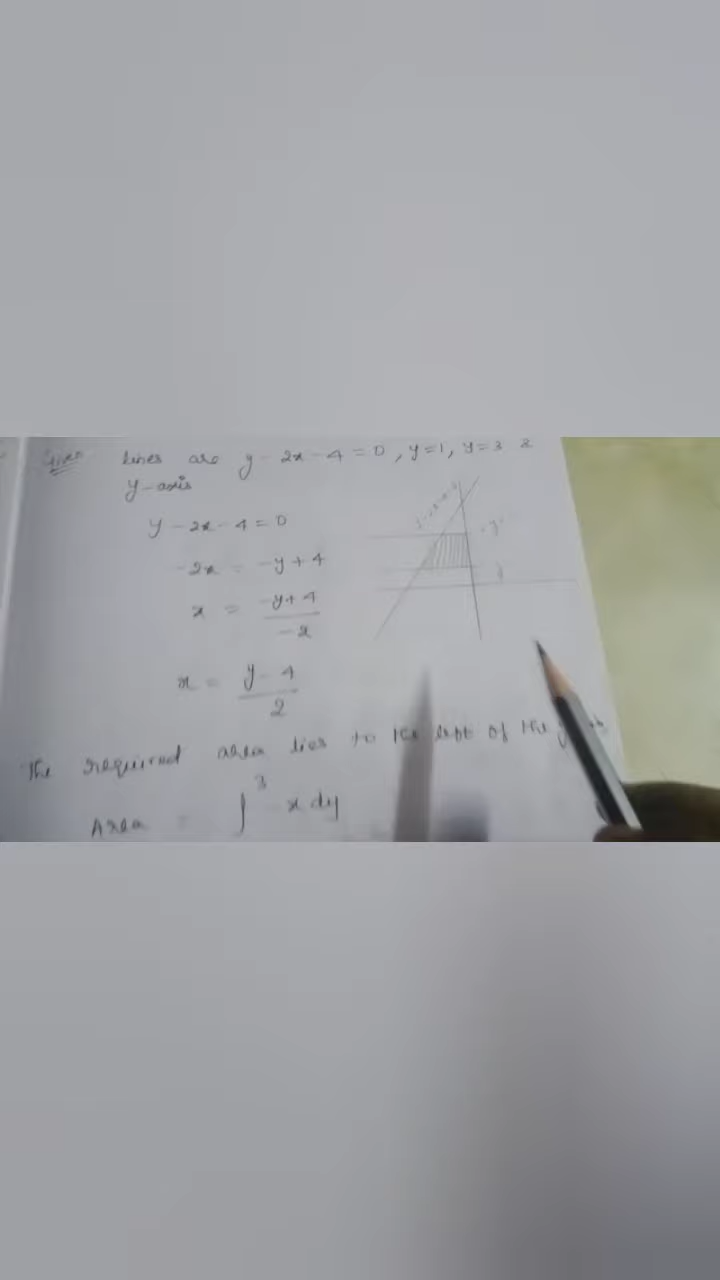 Given lines are y - 2x - 4 = 0, y=1, y=3 &
y-axis
y - 2x - 4 = 0
-2x = -y + 4
x = -y+4 / -2
x = y - 4 / 2
The required area lies to the left of the
Area = ∫ 3 - x dy